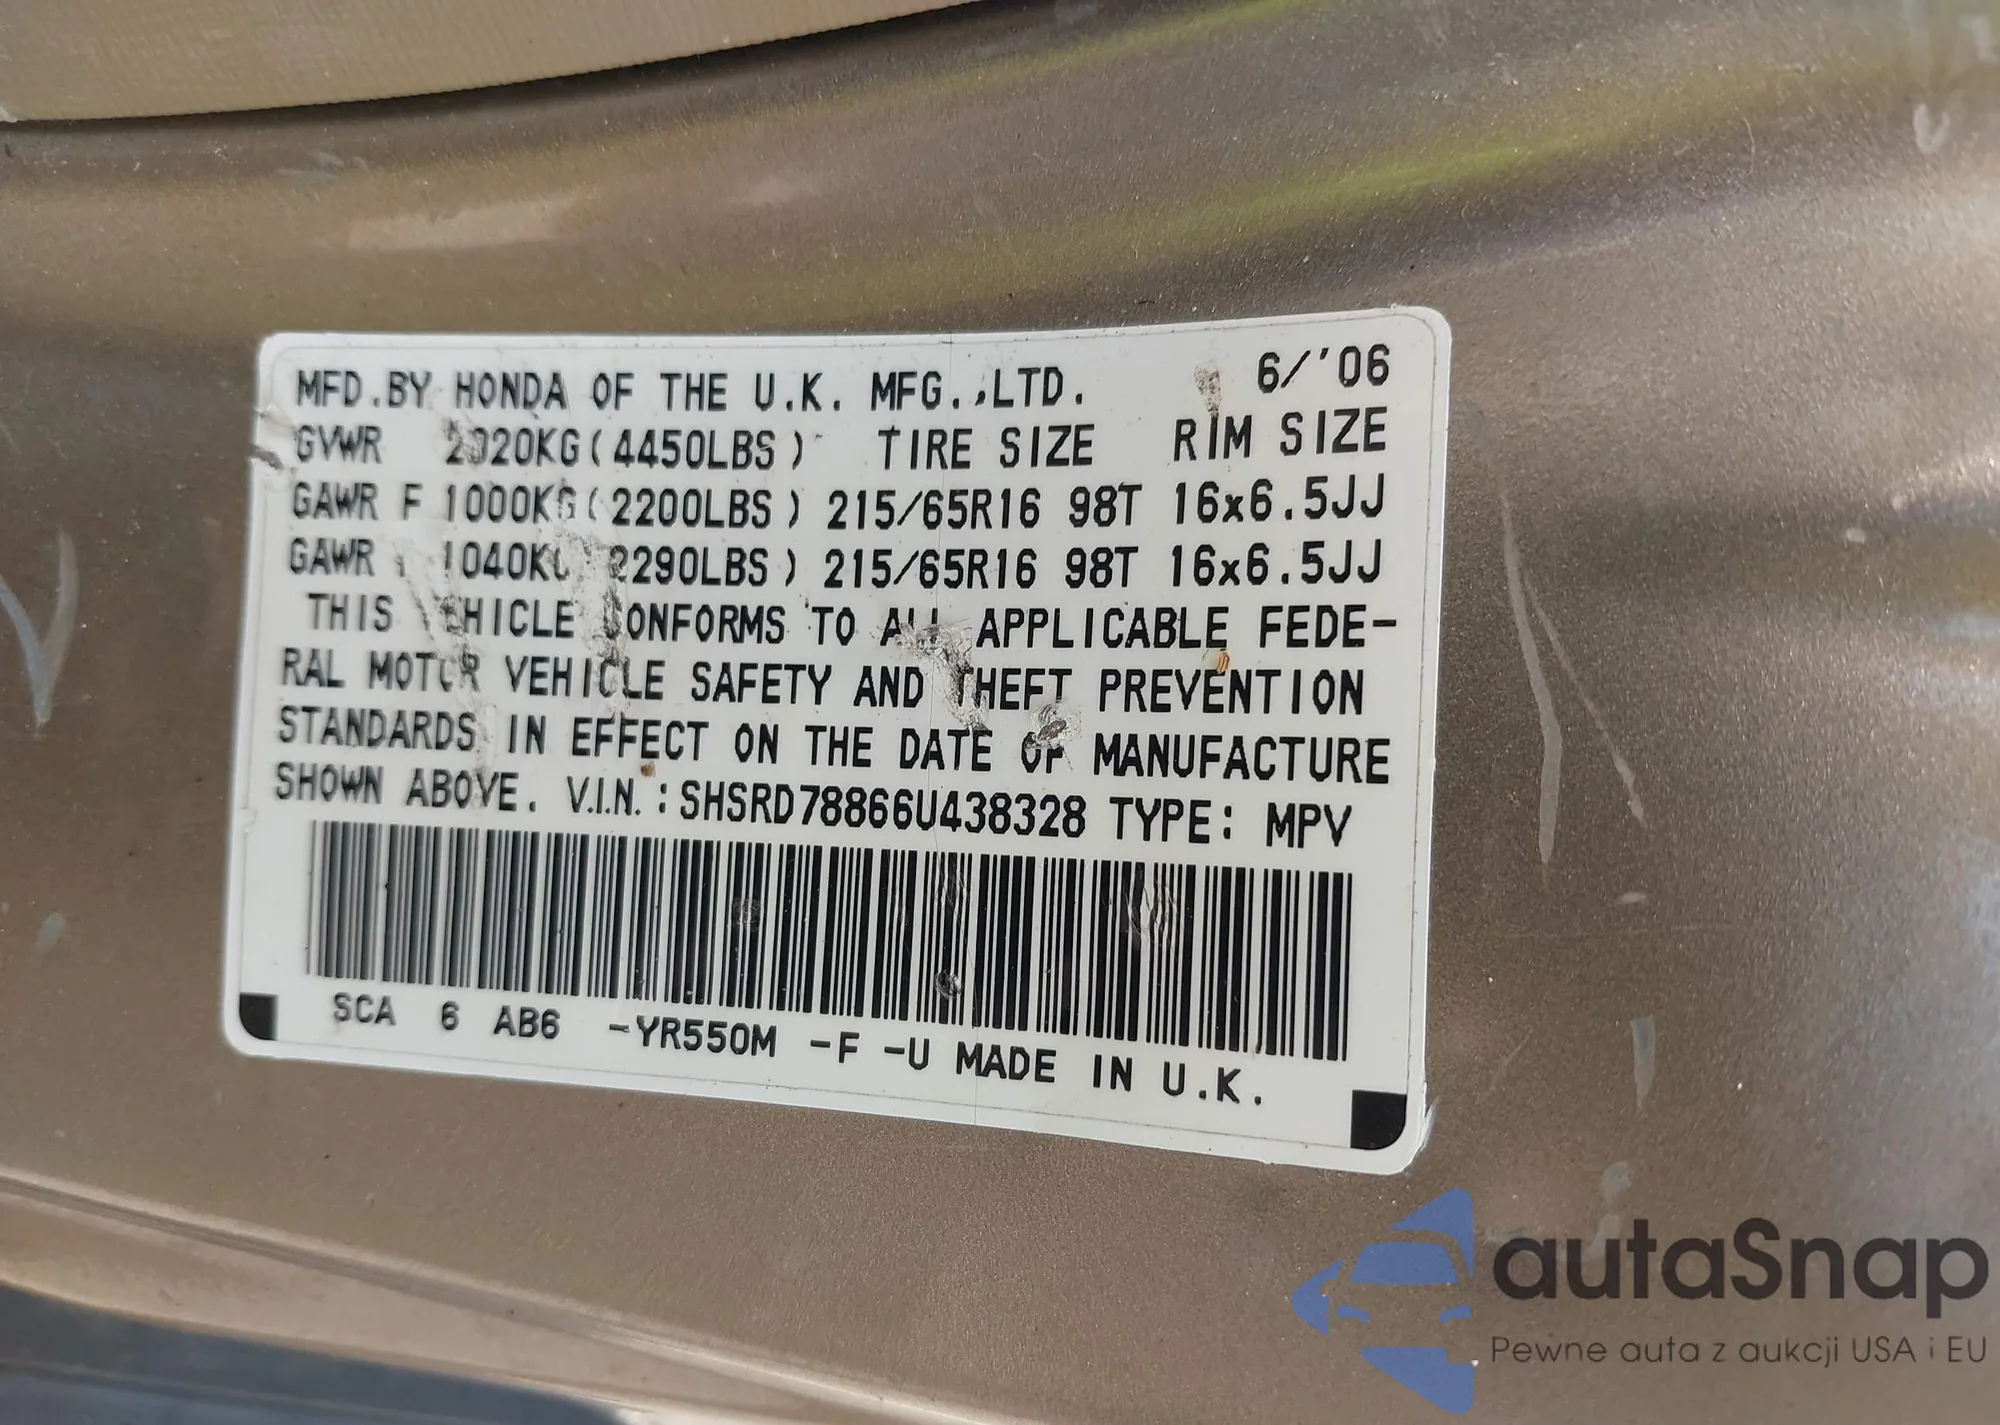 MFD.BY HONDA OF THE U.K. MFG.,LTD. 6/'06
GVWR 2020KG(4450LBS) TIRE SIZE RIM SIZE
GAWR F 1000KG(2200LBS) 215/65R16 98T 16x6.5JJ
GAWR 1040KG 2290LBS) 215/65R16 98T 16x6.5JJ
THIS VEHICLE CONFORMS TO ALL APPLICABLE FEDE-
RAL MOTOR VEHICLE SAFETY AND THEFT PREVENTION
STANDARDS IN EFFECT ON THE DATE OF MANUFACTURE
SHOWN ABOVE. V.I.N.:SHSRD78866U438328 TYPE: MPV
SCA 6 AB6 -YR550M -F -U MADE IN U.K.
autaSnap
Pewne auta z aukcji USA i EU